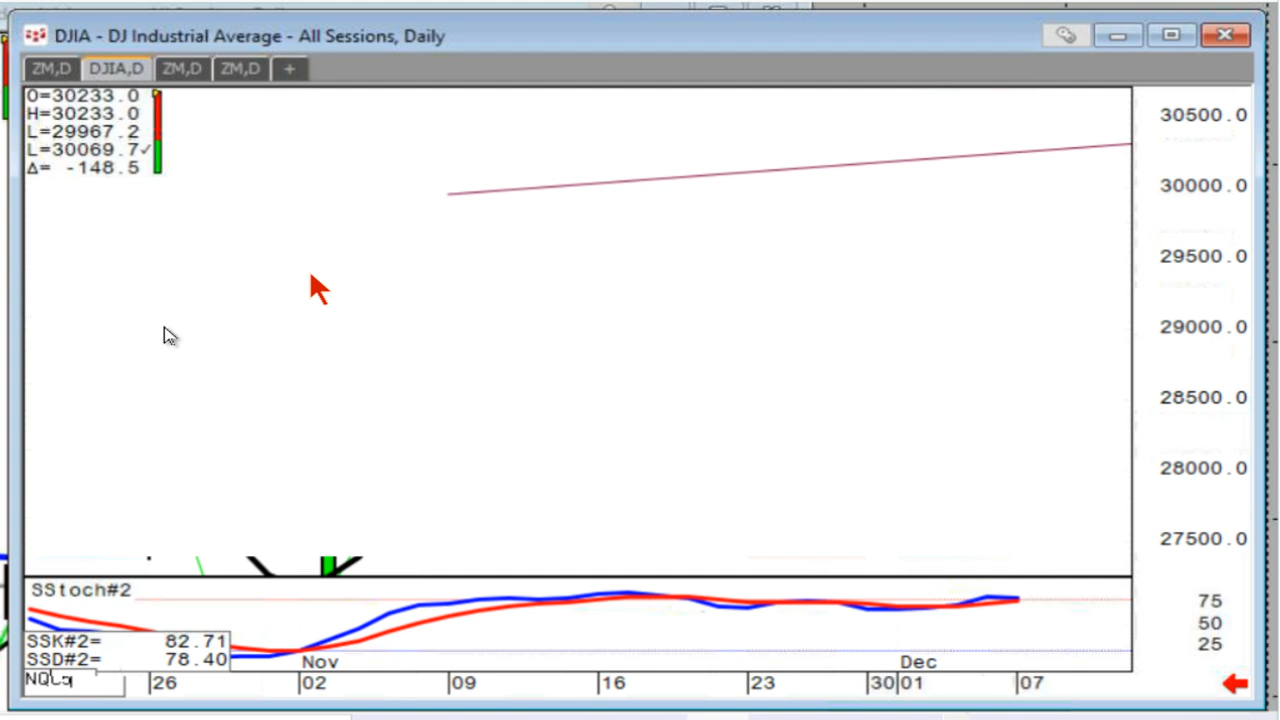 DJIA - DJ Industrial Average - All Sessions, Daily
ZM,D DJIA,D ZM,D ZM,D +
O=30233.0
H=30233.0
L=29967.2
L=30069.7✓
Δ= -148.5
30500.0
30000.0
29500.0
29000.0
28500.0
28000.0
27500.0
SStoch#2
75
50
25
SSK#2= 82.71
SSD#2= 78.40
Nov Dec
26 02 09 16 23 30 01 07